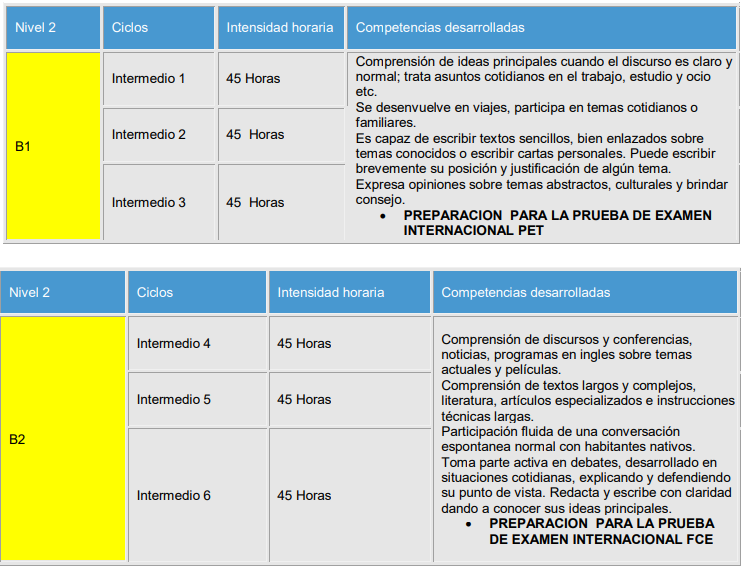 Nivel 2 Ciclos Intensidad horaria Competencias desarrolladas
B1
Intermedio 1 45 Horas
Intermedio 2 45 Horas
Intermedio 3 45 Horas
Comprensión de ideas principales cuando el discurso es claro y
normal; trata asuntos cotidianos en el trabajo, estudio y ocio
etc.
Se desenvuelve en viajes, participa en temas cotidianos o
familiares.
Es capaz de escribir textos sencillos, bien enlazados sobre
temas conocidos o escribir cartas personales. Puede escribir
brevemente su posición y justificación de algún tema.
Expresa opiniones sobre temas abstractos, culturales y brindar
consejo.
• PREPARACION PARA LA PRUEBA DE EXAMEN
INTERNACIONAL PET
Nivel 2 Ciclos Intensidad horaria Competencias desarrolladas
B2
Intermedio 4 45 Horas
Intermedio 5 45 Horas
Intermedio 6 45 Horas
Comprensión de discursos y conferencias,
noticias, programas en ingles sobre temas
actuales y películas.
Comprensión de textos largos y complejos,
literatura, artículos especializados e instrucciones
técnicas largas.
Participación fluida de una conversación
espontanea normal con habitantes nativos.
Toma parte activa en debates, desarrollado en
situaciones cotidianas, explicando y defendiendo
su punto de vista. Redacta y escribe con claridad
dando a conocer sus ideas principales.
• PREPARACION PARA LA PRUEBA
DE EXAMEN INTERNACIONAL FCE